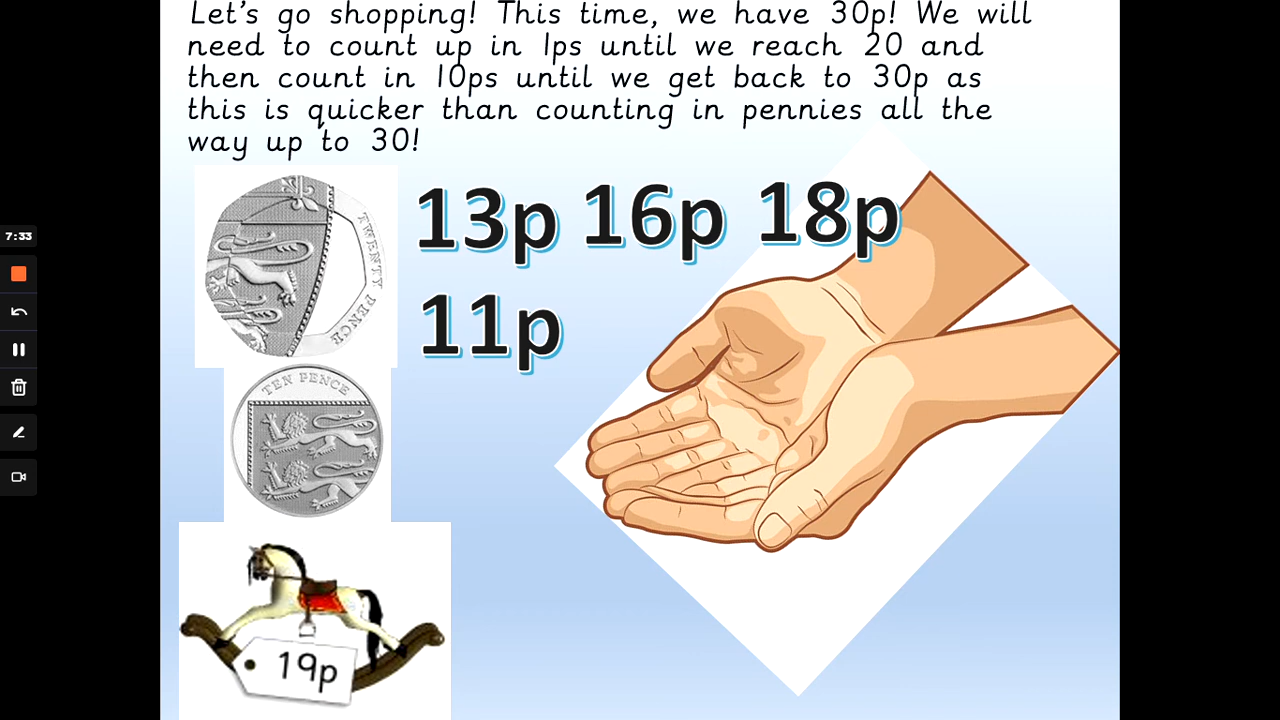 Let's go shopping! This time, we have 30p! We will
need to count up in 1ps until we reach 20 and
then count in 10ps until we get back to 30p as
this is quicker than counting in pennies all the
way up to 30!
TWENTY PENCE
13p 16p 18p
11p
7:33
TEN PENCE
19p